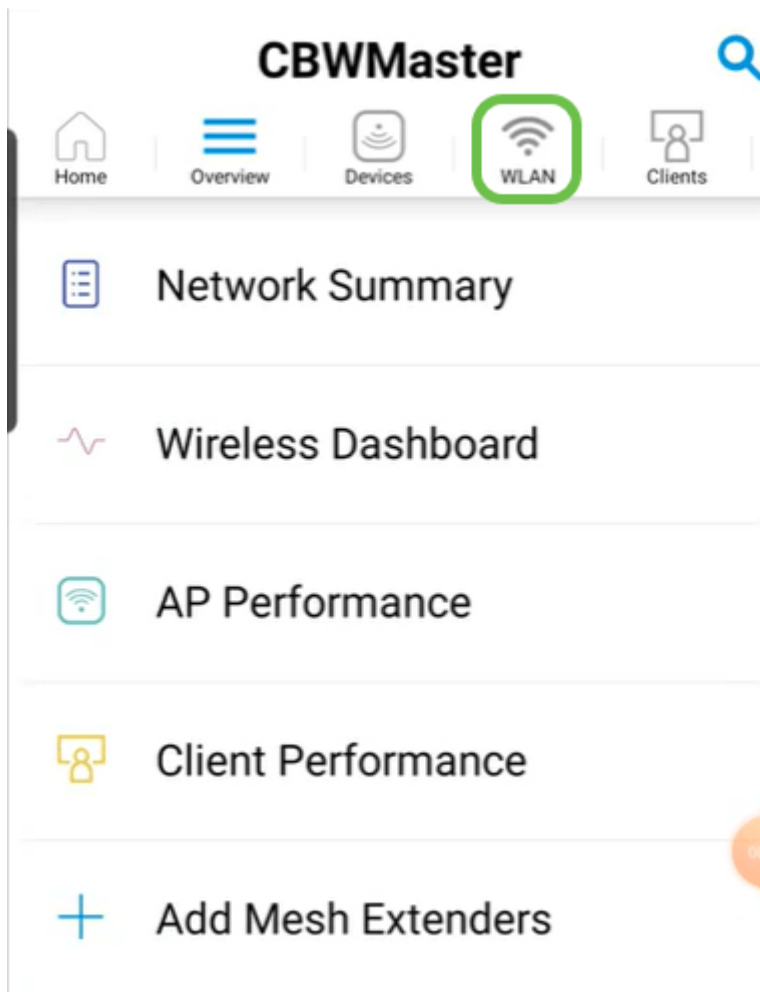 CBWMaster
Home
Overview
Devices
WLAN
Clients
Network Summary
Wireless Dashboard
AP Performance
Client Performance
Add Mesh Extenders